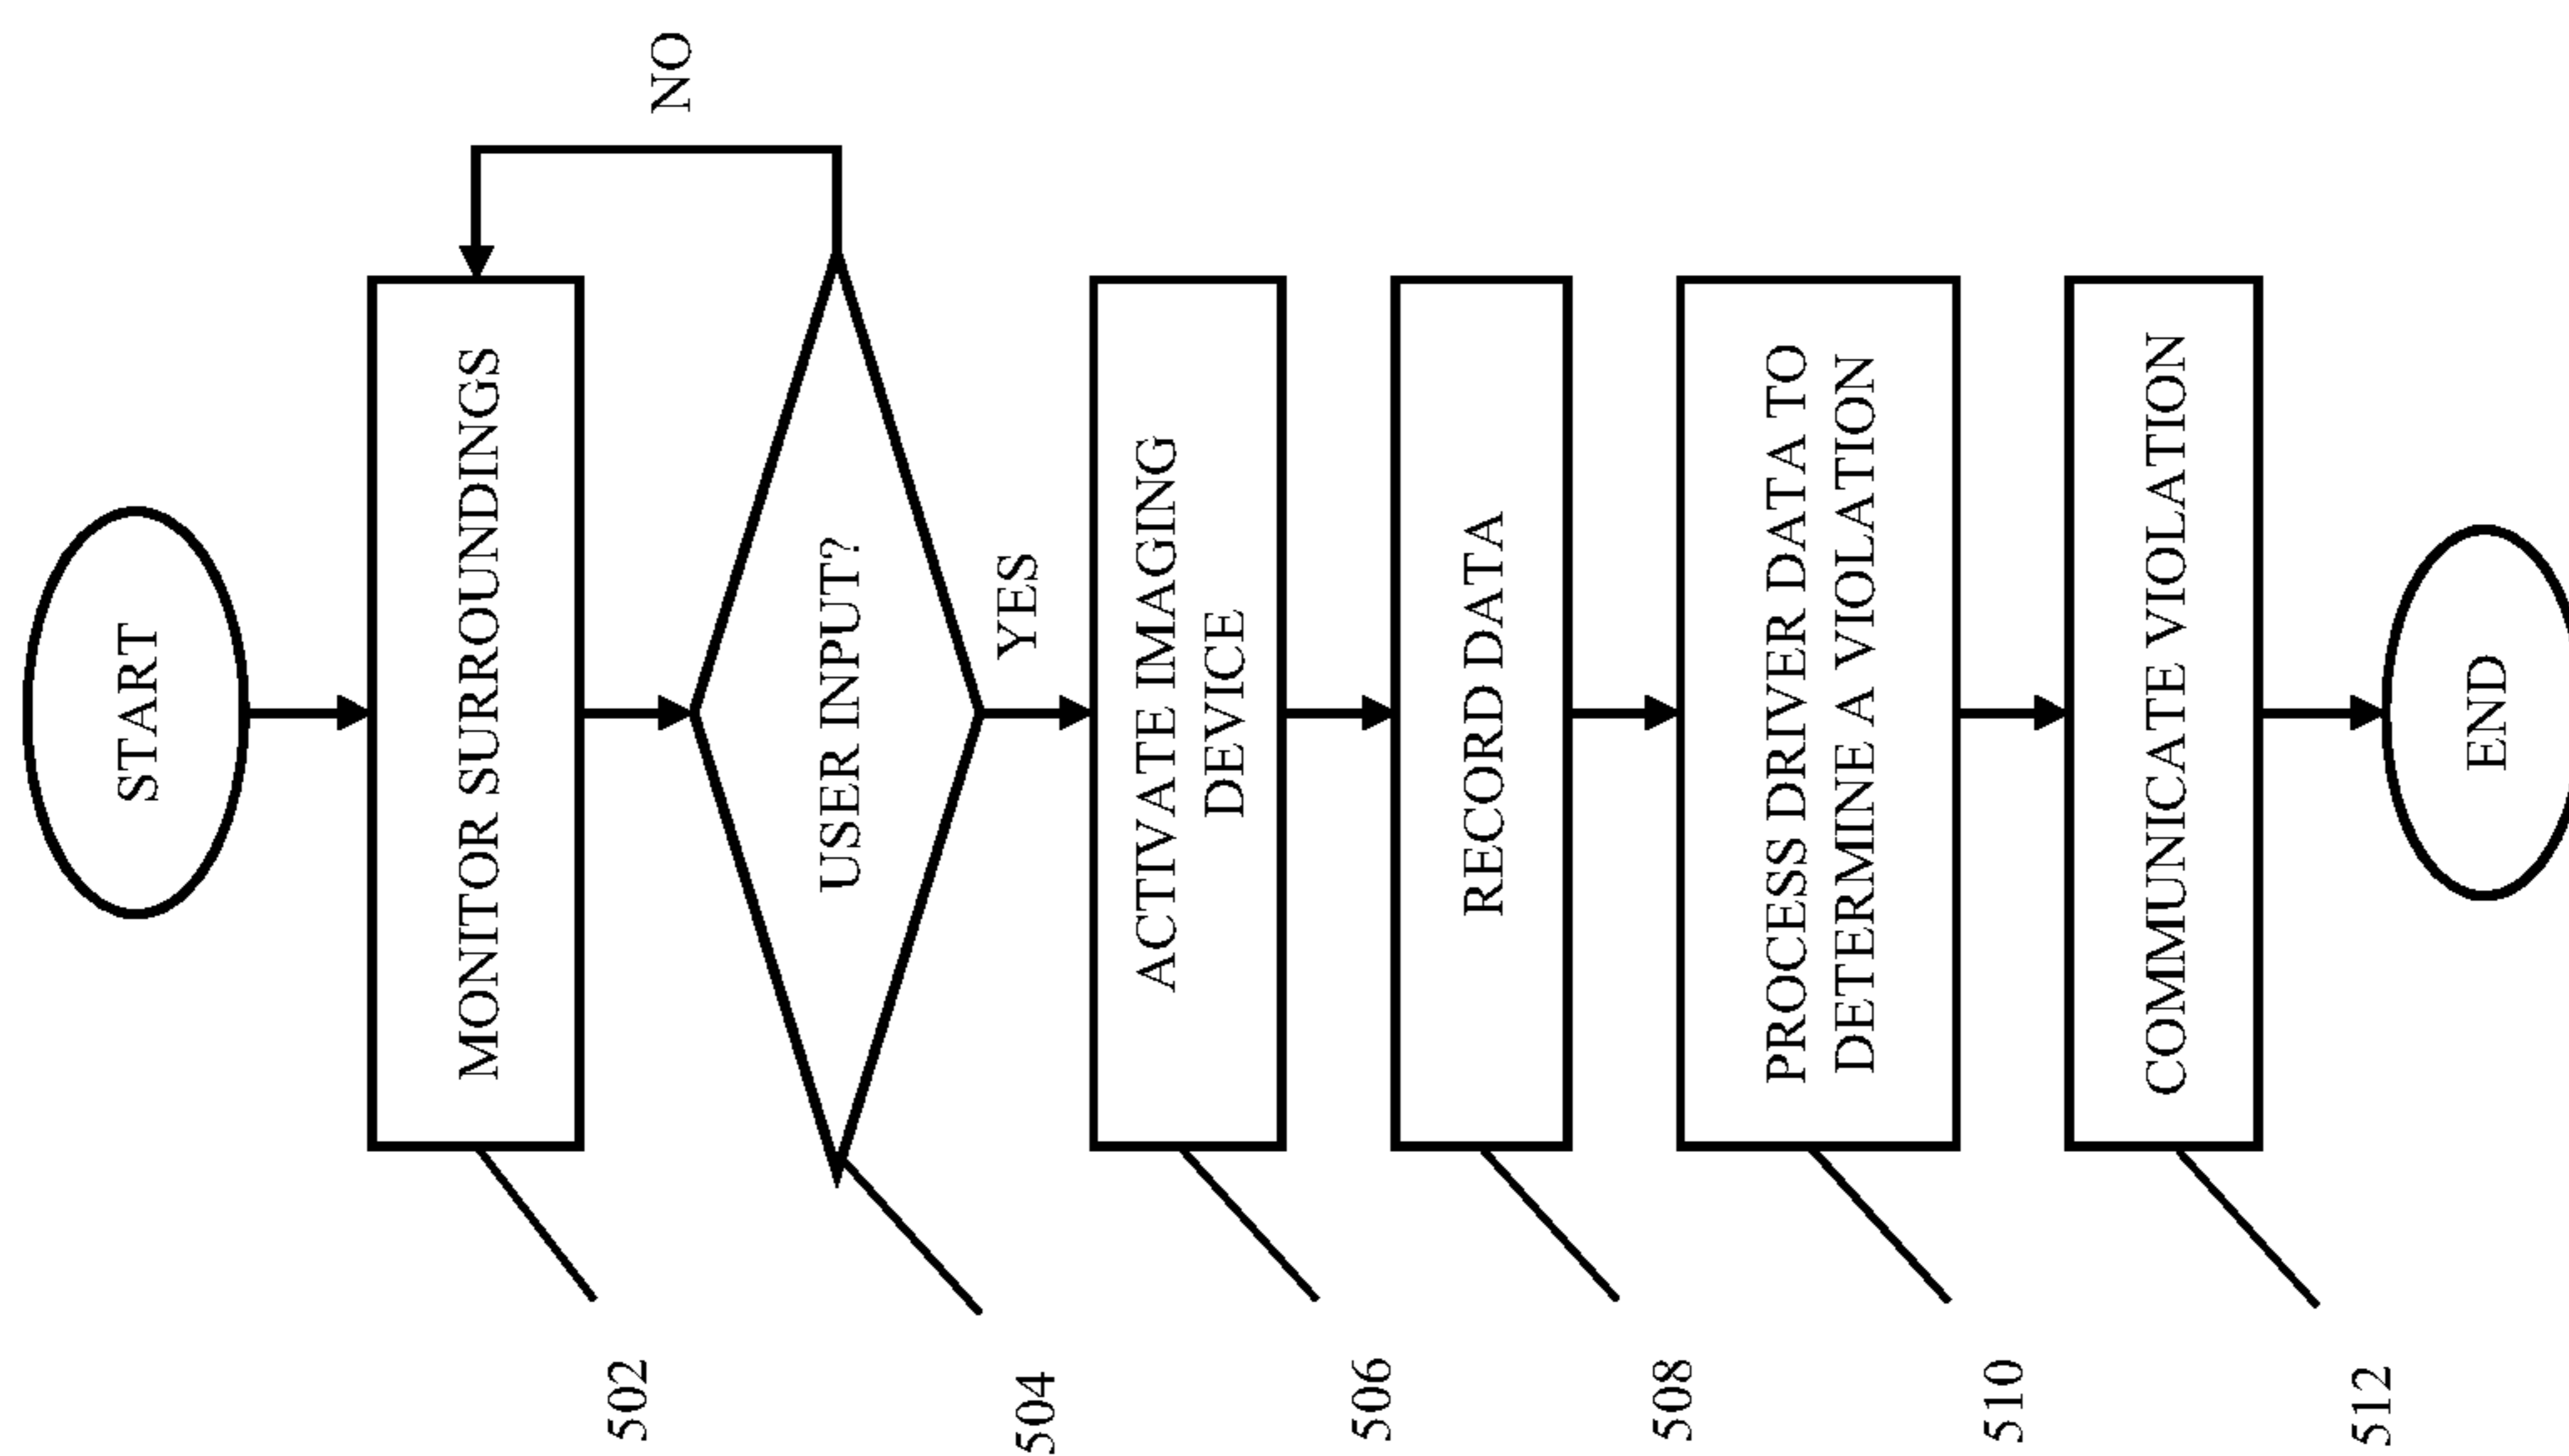 START
MONITOR SURROUNDINGS
502
NO
USER INPUT?
504
YES
ACTIVATE IMAGING
DEVICE
506
RECORD DATA
508
PROCESS DRIVER DATA TO
DETERMINE A VIOLATION
510
COMMUNICATE VIOLATION
512
END